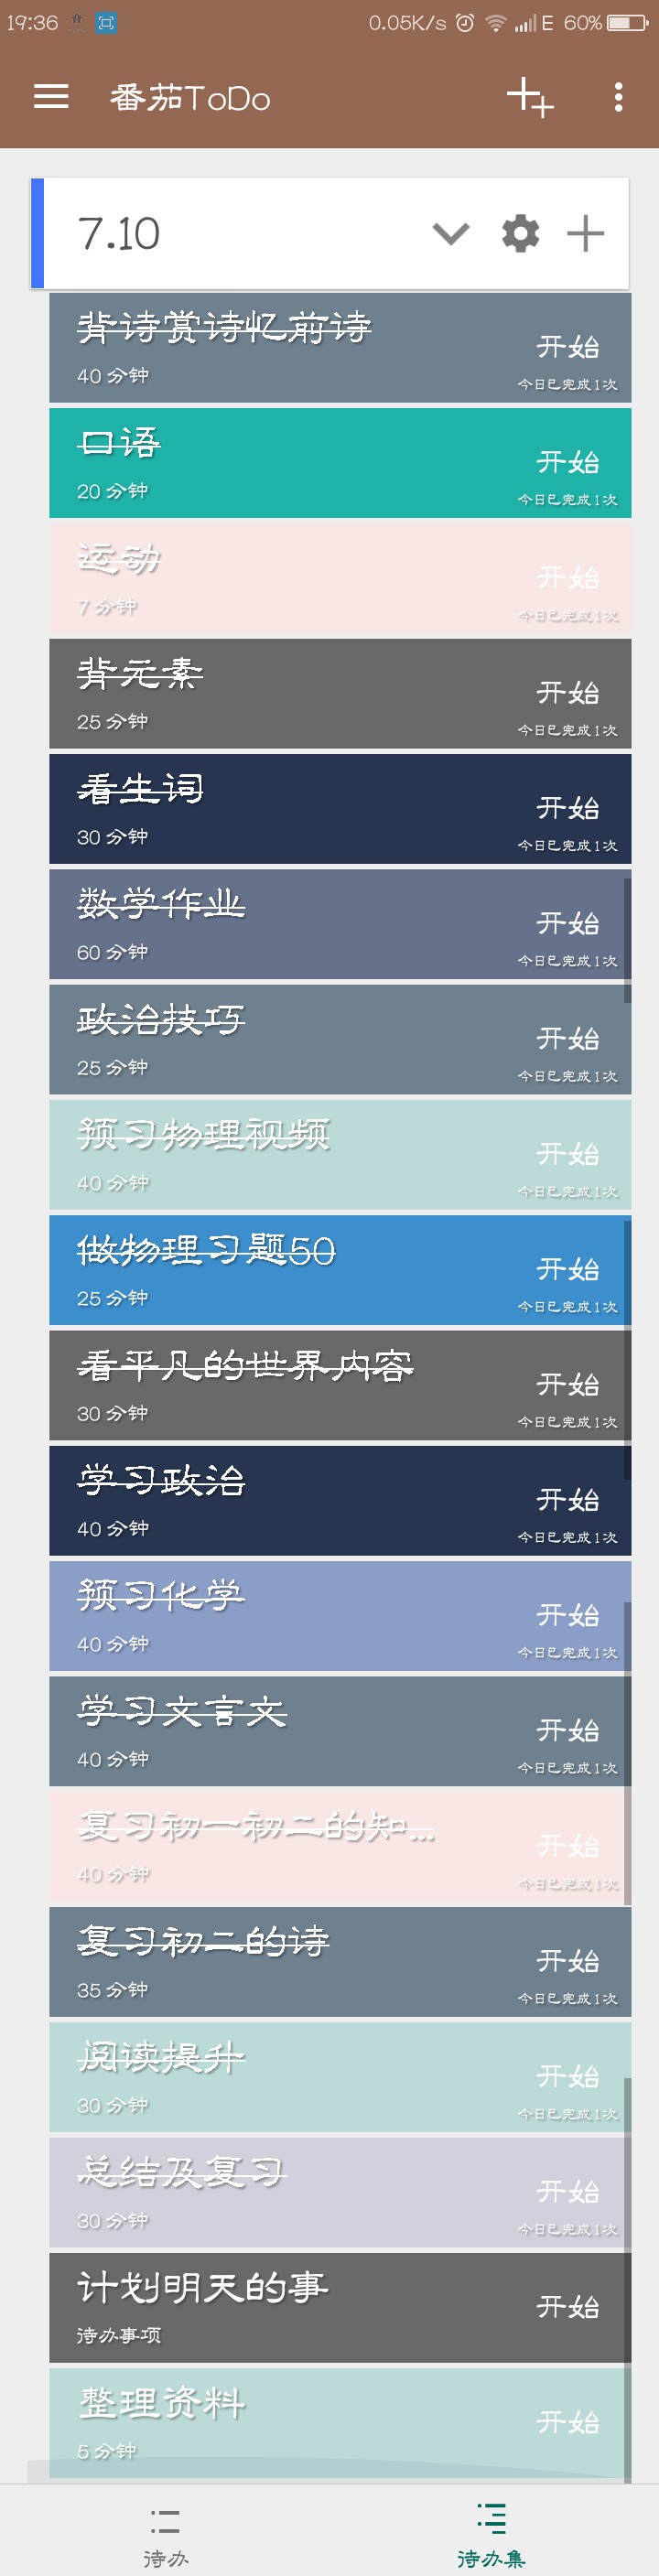 19:36 0.05K/s E 60%
番茄ToDo
7.10
背诗赏诗忆前诗
开始
40 分钟
今日已完成1次
口语
开始
20 分钟
今日已完成1次
运动
开始
7 分钟
今日已完成1次
背元素
开始
25 分钟
今日已完成1次
看生词
开始
30 分钟
今日已完成1次
数学作业
开始
60 分钟
今日已完成1次
政治技巧
开始
25 分钟
今日已完成1次
预习物理视频
开始
40 分钟
今日已完成1次
做物理习题50
开始
25 分钟
今日已完成1次
看平凡的世界内容
开始
30 分钟
今日已完成1次
学习政治
开始
40 分钟
今日已完成1次
预习化学
开始
40 分钟
今日已完成1次
学习文言文
开始
40 分钟
今日已完成1次
复习初一初二的知...
开始
40 分钟
今日已完成1次
复习初二的诗
开始
35 分钟
今日已完成1次
阅读提升
开始
30 分钟
今日已完成1次
总结及复习
开始
30 分钟
今日已完成1次
计划明天的事
开始
待办事项
整理资料
开始
5 分钟
待办 待办集